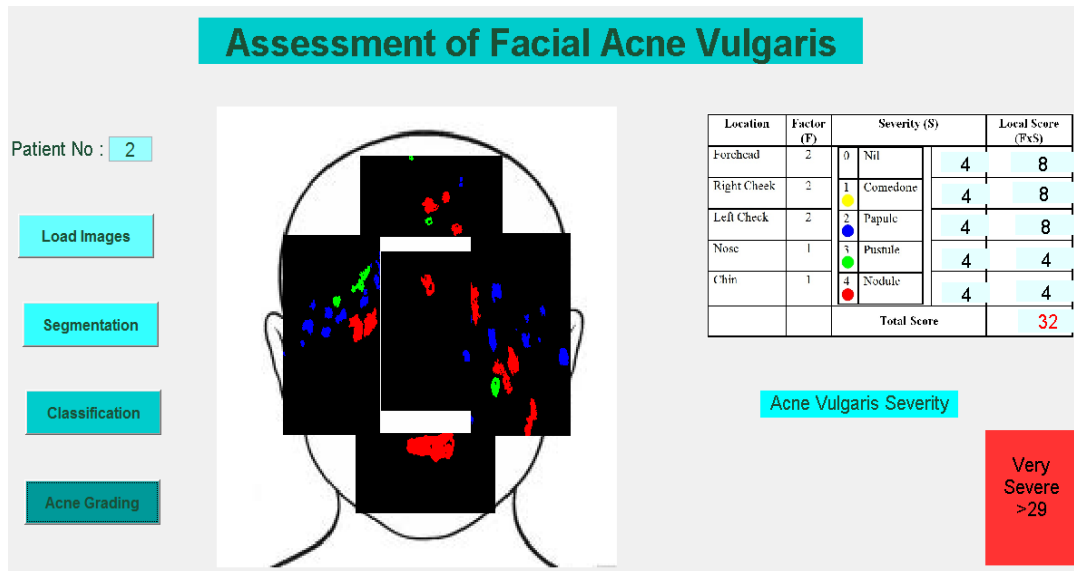 Assessment of Facial Acne Vulgaris
Patient No : 2
Load Images
Segmentation
Classification
Acne Grading
Location Factor (F) Severity (S) Local Score (FxS)
Forehead 2 0 Nil 4 8
Right Cheek 2 1 Comedone 4 8
Left Cheek 2 2 Papule 4 8
Nose 1 3 Pustule 4 4
Chin 1 4 Nodule 4 4
Total Score 32
Acne Vulgaris Severity
Very
Severe
>29